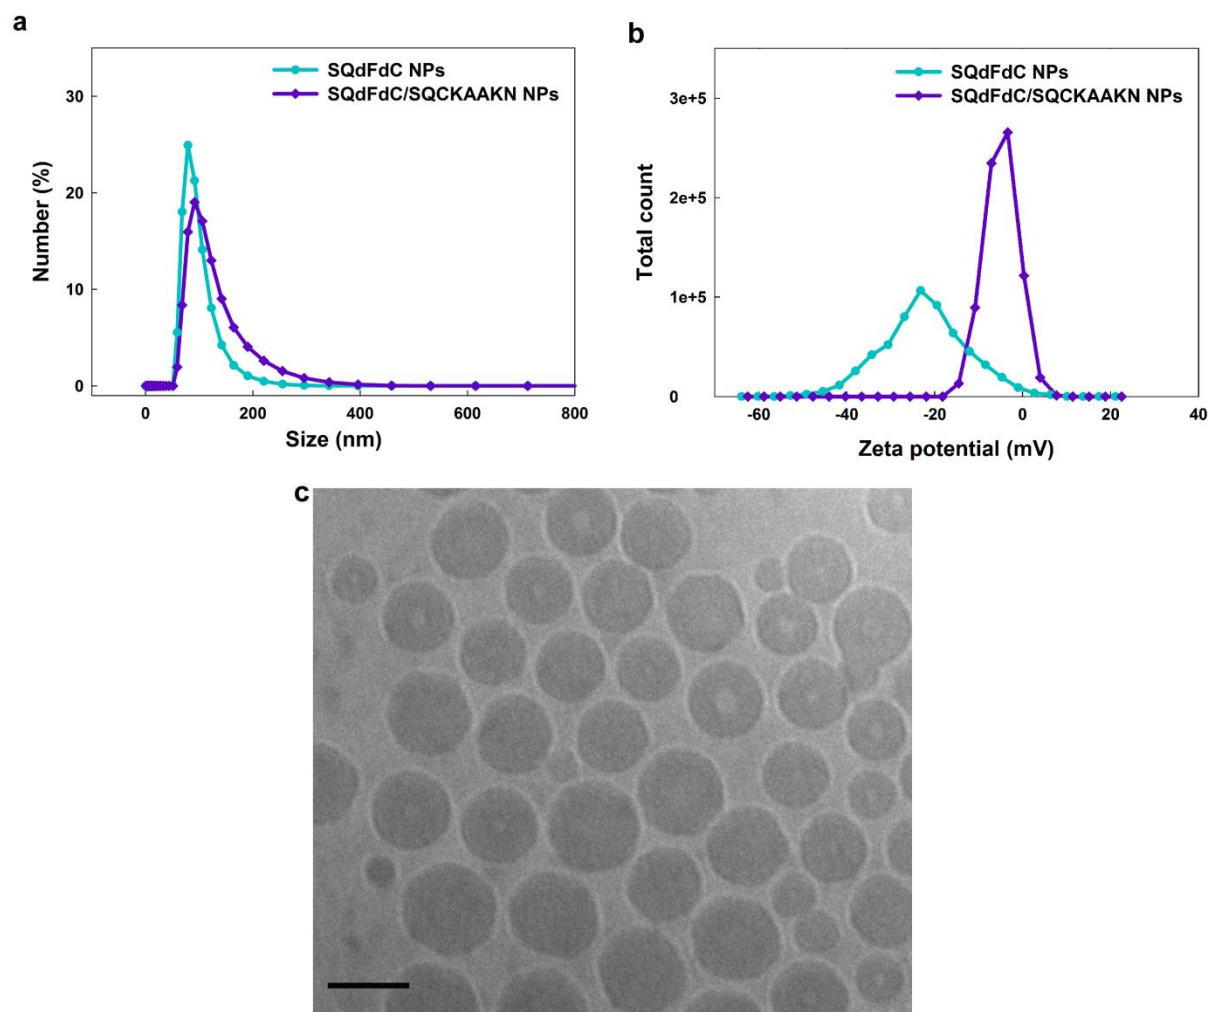 a
SQdFdC NPs
SQdFdC/SQCKAAKN NPs
30
20
10
0
Number (%)
0
200
400
600
800
Size (nm)
b
SQdFdC NPs
SQdFdC/SQCKAAKN NPs
3e+5
2e+5
1e+5
0
Total count
-60
-40
-20
0
20
40
Zeta potential (mV)
c